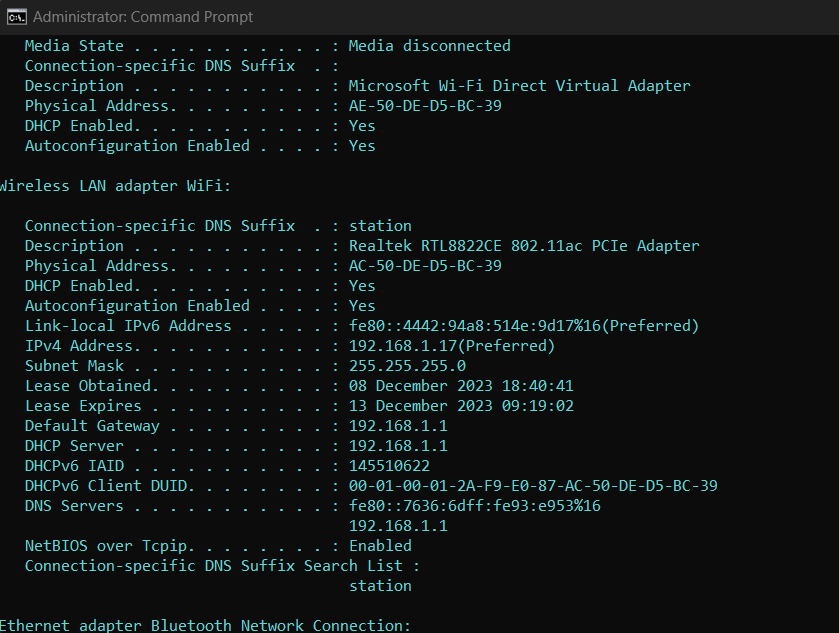 Administrator: Command Prompt
Media State . . . . . . . . . . . : Media disconnected
Connection-specific DNS Suffix  . :
Description . . . . . . . . . . . : Microsoft Wi-Fi Direct Virtual Adapter
Physical Address. . . . . . . . . : AE-50-DE-D5-BC-39
DHCP Enabled. . . . . . . . . . . : Yes
Autoconfiguration Enabled . . . . : Yes
Wireless LAN adapter WiFi:
Connection-specific DNS Suffix  . : station
Description . . . . . . . . . . . : Realtek RTL8822CE 802.11ac PCIe Adapter
Physical Address. . . . . . . . . : AC-50-DE-D5-BC-39
DHCP Enabled. . . . . . . . . . . : Yes
Autoconfiguration Enabled . . . . : Yes
Link-local IPv6 Address . . . . . : fe80::4442:94a8:514e:9d17%16(Preferred)
IPv4 Address. . . . . . . . . . . : 192.168.1.17(Preferred)
Subnet Mask . . . . . . . . . . . : 255.255.255.0
Lease Obtained. . . . . . . . . . : 08 December 2023 18:40:41
Lease Expires . . . . . . . . . . : 13 December 2023 09:19:02
Default Gateway . . . . . . . . . : 192.168.1.1
DHCP Server . . . . . . . . . . . : 192.168.1.1
DHCPv6 IAID . . . . . . . . . . . : 145510622
DHCPv6 Client DUID. . . . . . . . : 00-01-00-01-2A-F9-E0-87-AC-50-DE-D5-BC-39
DNS Servers . . . . . . . . . . . : fe80::7636:6dff:fe93:e953%16
192.168.1.1
NetBIOS over Tcpip. . . . . . . . : Enabled
Connection-specific DNS Suffix Search List :
station
Ethernet adapter Bluetooth Network Connection: